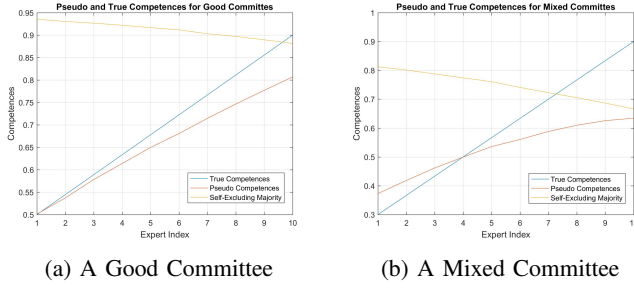 Pseudo and True Competences for Good Committes
0.95
0.9
0.85
0.8
0.75
0.7
0.65
0.6
0.55
0.5
Competences
1 2 3 4 5 6 7 8 9 10
Expert Index
True Competences
Pseudo Competences
Self-Excluding Majority
(a) A Good Committee
Pseudo and True Competences for Mixed Committee
1
0.9
0.8
0.7
0.6
0.5
0.4
0.3
Competences
1 2 3 4 5 6 7 8 9 10
Expert Index
True Competences
Pseudo Competences
Self-Excluding Majority
(b) A Mixed Committee